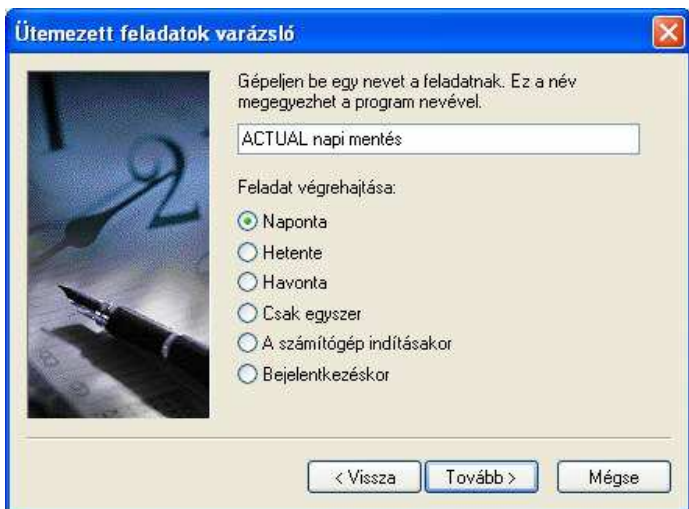 Ütemezett feladatok varázsló
Gépeljen be egy nevet a feladatnak. Ez a név
megegyezhet a program nevével.
ACTUAL napi mentés
Feladat végrehajtása:
Naponta
Hetente
Havonta
Csak egyszer
A számítógép indításakor
Bejelentkezéskor
< Vissza
Tovább >
Mégse